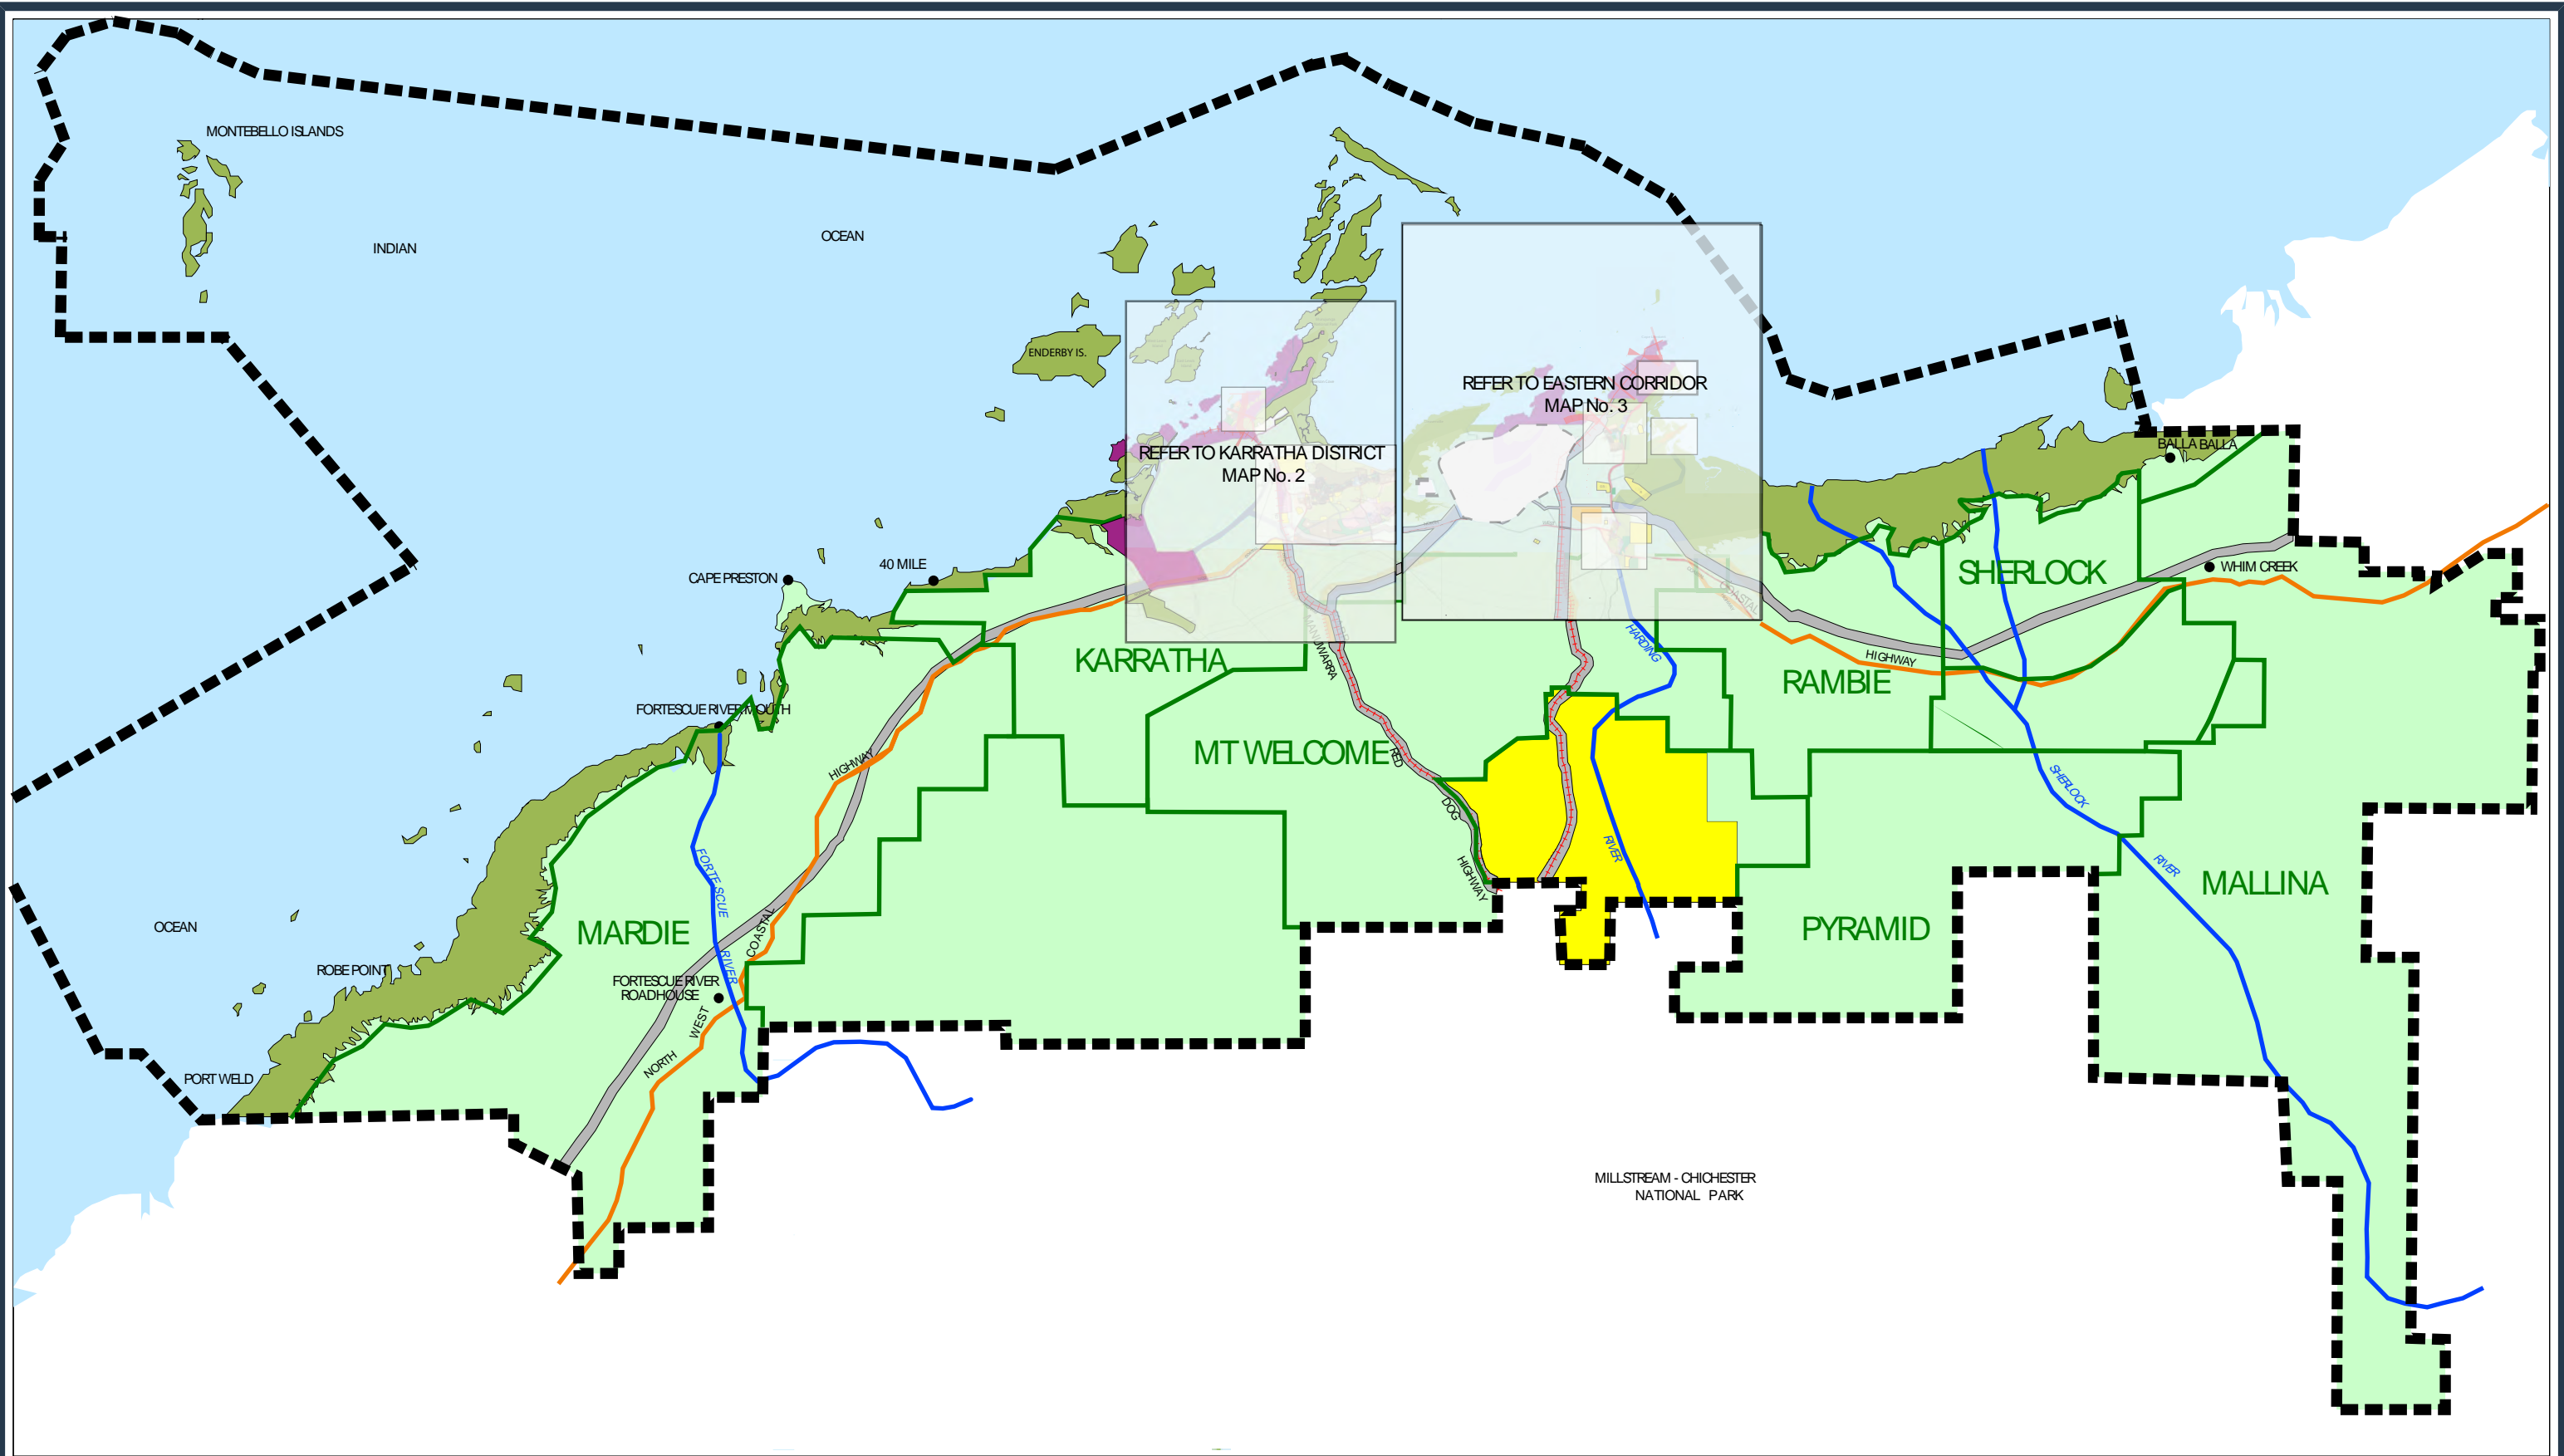 MONTEBELLO ISLANDS
INDIAN
OCEAN
ENDERBY IS.
REFER TO EASTERN CORRIDOR
MAP No. 3
REFER TO KARRATHA DISTRICT
MAP No. 2
BALLA BALLA
CAPE PRESTON
40 MILE
SHERLOCK
WHIM CREEK
COASTAL
HIGHWAY
HARDING
RIVER
KARRATHA
MANUWARRA
RED
DOG
HIGHWAY
RAMBIE
FORTESCUE RIVER MOUTH
MT WELCOME
HIGHWAY
SHERLOCK
RIVER
FORTESCUE
RIVER
MALLINA
OCEAN
MARDIE
PYRAMID
COASTAL
ROBE POINT
FORTESCUE RIVER
ROADHOUSE
WEST
NORTH
PORT WELD
MILLSTREAM - CHICHESTER
NATIONAL PARK